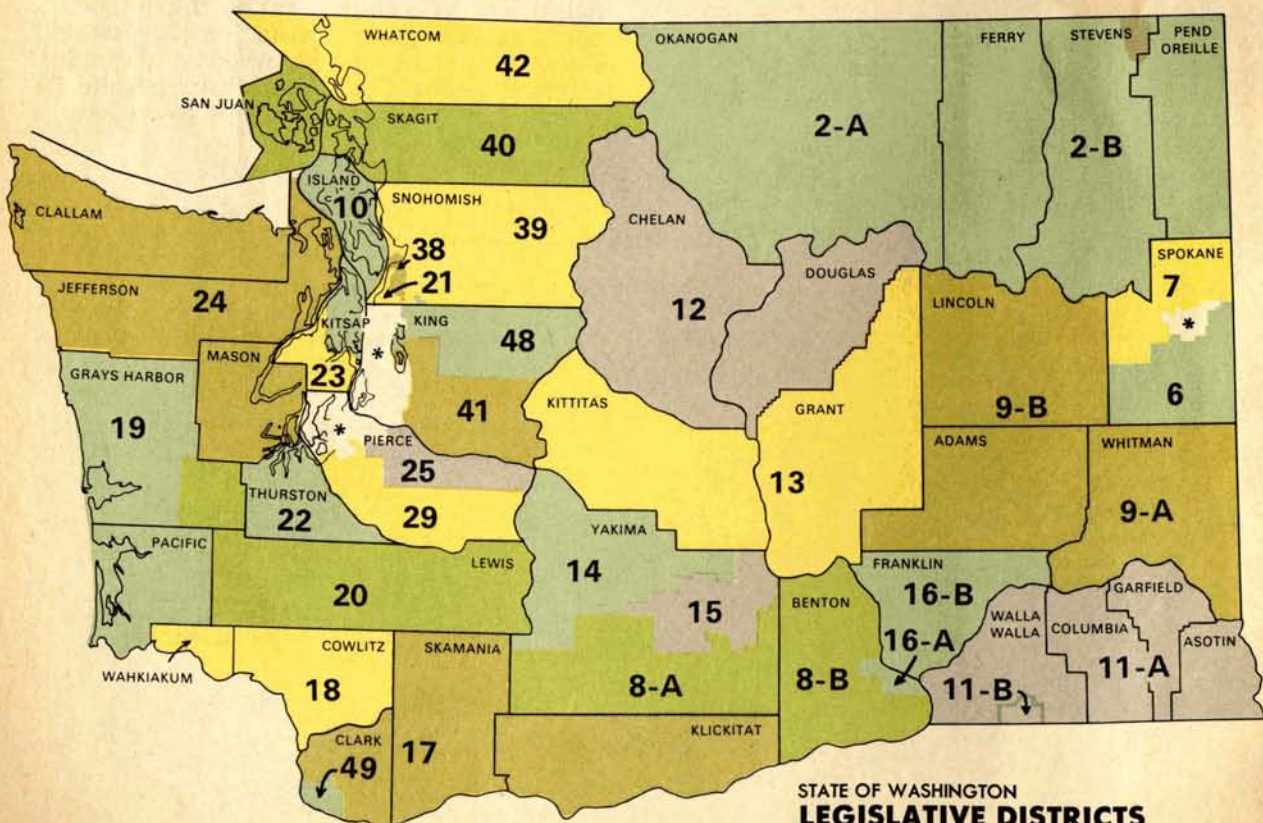 WHATCOM
42
OKANOGAN
FERRY
STEVENS
PEND
OREILLE
SAN JUAN
SKAGIT
40
2-A
2-B
ISLAND
10
SNOHOMISH
39
CHELAN
CLALLAM
38
21
DOUGLAS
SPOKANE
7
*
JEFFERSON
24
KITSAP
KING
*
48
12
LINCOLN
MASON
GRAYS HARBOR
23
41
KITTITAS
GRANT
9-B
6
19
*
PIERCE
25
ADAMS
WHITMAN
THURSTON
22
29
13
9-A
PACIFIC
YAKIMA
LEWIS
14
FRANKLIN
20
15
BENTON
16-B
GARFIELD
WALLA
WALLA
COLUMBIA
ASOTIN
WAHKIAKUM
COWLITZ
SKAMANIA
16-A
18
8-A
8-B
11-B
11-A
CLARK
49
17
KLICKITAT
STATE OF WASHINGTON
LEGISLATIVE DISTRICTS